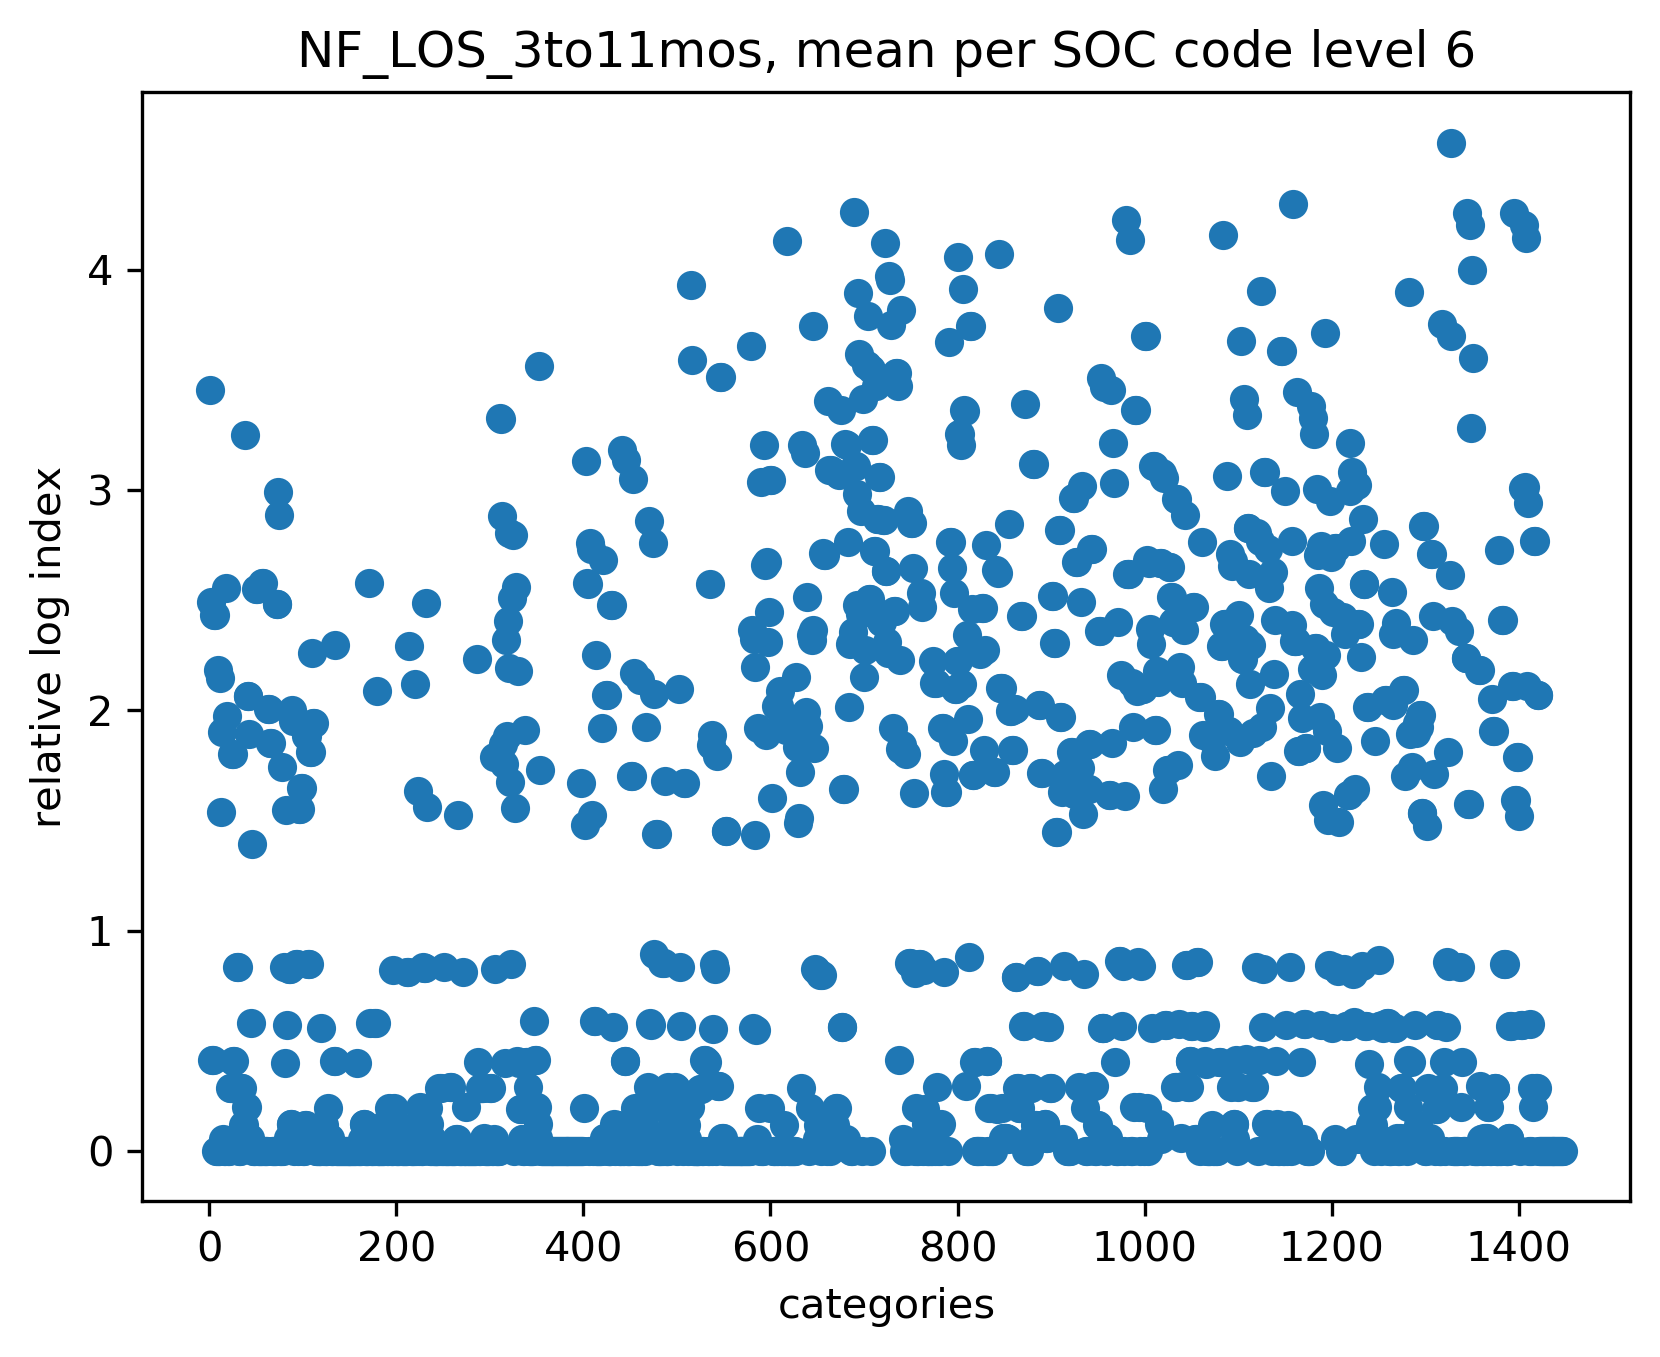 NF_LOS_3to11mos, mean per SOC code level 6
relative log index
4
3
2
1
0
0 200 400 600 800 1000 1200 1400
categories